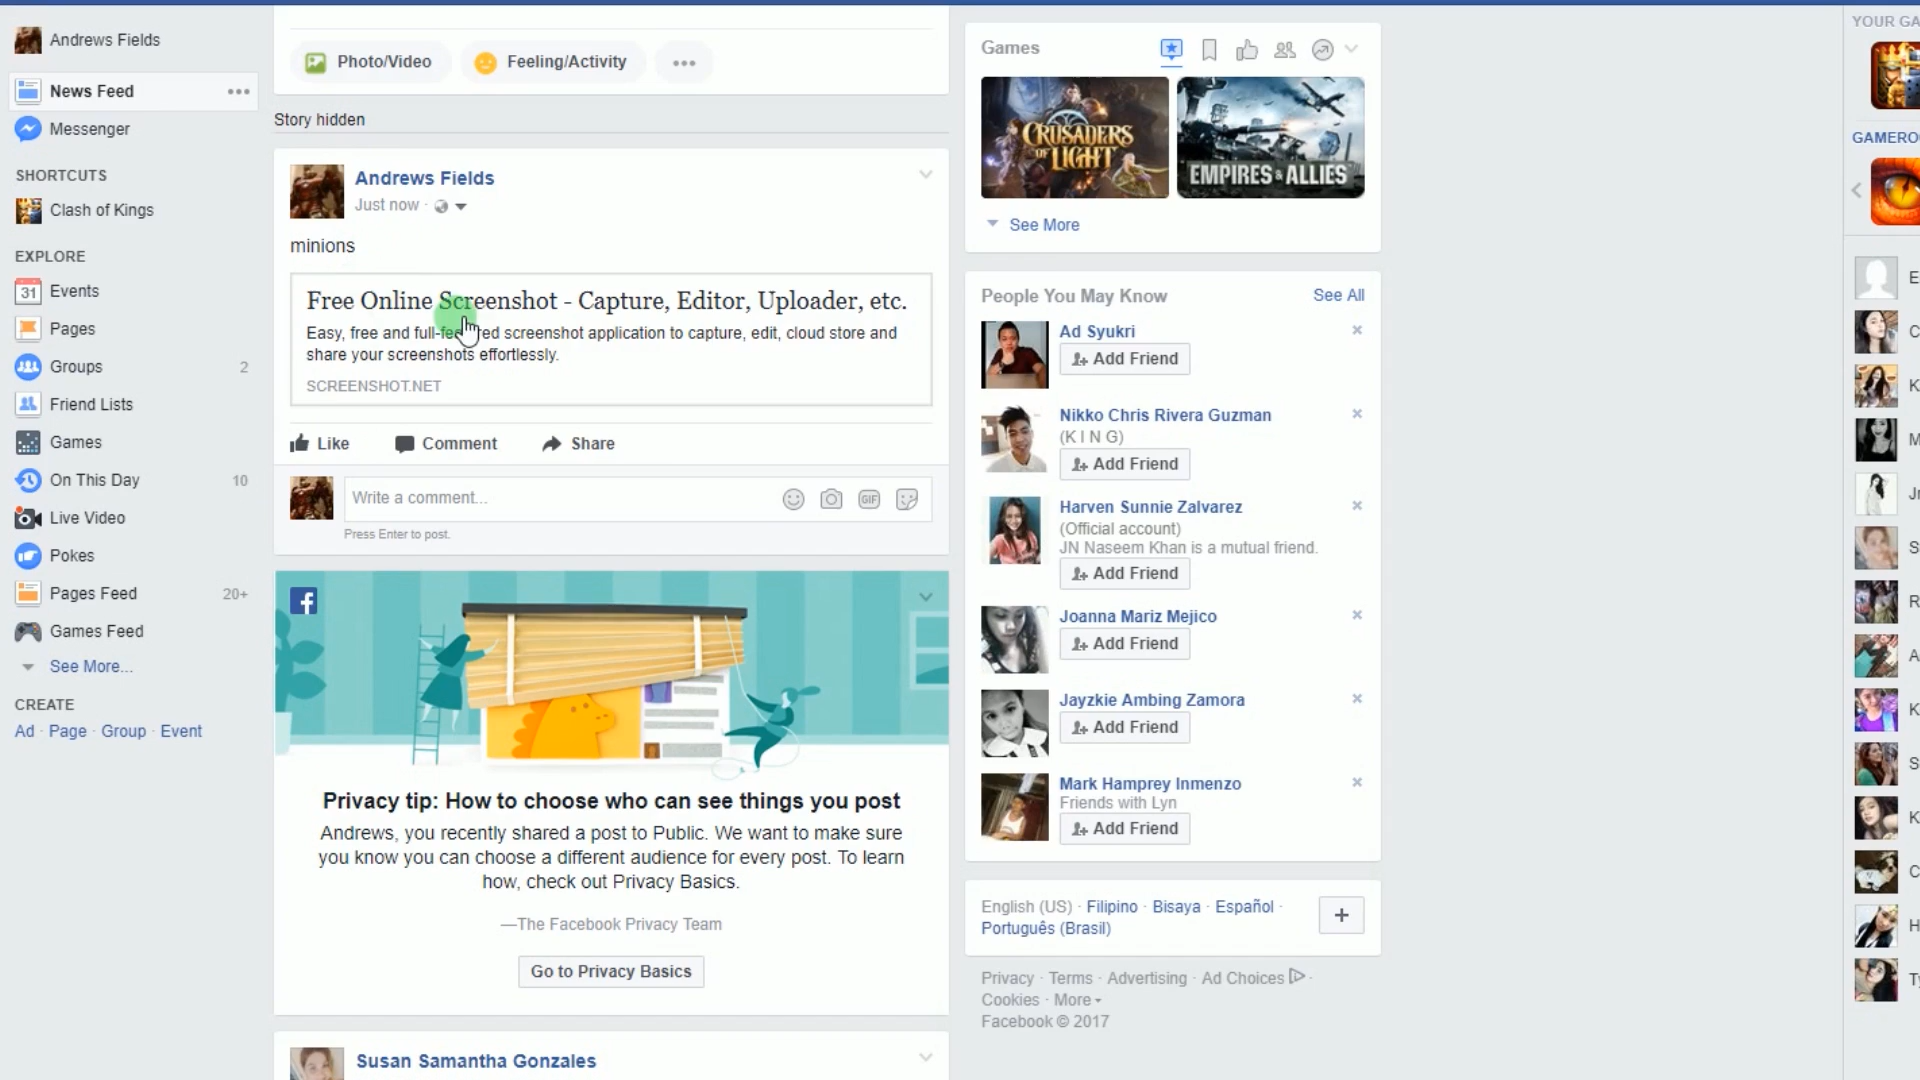 Andrews Fields
News Feed
Messenger
SHORTCUTS
Clash of Kings
EXPLORE
31
Events
Pages
Groups 2
Friend Lists
Games
On This Day 10
Live Video
Pokes
Pages Feed 20+
Games Feed
See More...
CREATE
Ad · Page · Group · Event
Photo/Video
Feeling/Activity
Story hidden
Andrews Fields
Just now ·
minions
Free Online Screenshot - Capture, Editor, Uploader, etc.
Easy, free and full-featured screenshot application to capture, edit, cloud store and
share your screenshots effortlessly.
SCREENSHOT.NET
Like Comment Share
Write a comment...
GIF
Press Enter to post.
Privacy tip: How to choose who can see things you post
Andrews, you recently shared a post to Public. We want to make sure
you know you can choose a different audience for every post. To learn
how, check out Privacy Basics.
—The Facebook Privacy Team
Go to Privacy Basics
Susan Samantha Gonzales
Games
CRUSADERS
OF LIGHT
EMPIRES & ALLIES
See More
People You May Know See All
Ad Syukri
Add Friend
Nikko Chris Rivera Guzman
(K I N G)
Add Friend
Harven Sunnie Zalvarez
(Official account)
JN Naseem Khan is a mutual friend.
Add Friend
Joanna Mariz Mejico
Add Friend
Jayzkie Ambing Zamora
Add Friend
Mark Hamprey Inmenzo
Friends with Lyn
Add Friend
English (US) · Filipino · Bisaya · Español ·
Português (Brasil)
Privacy · Terms · Advertising · Ad Choices ·
Cookies · More
Facebook © 2017
YOUR GA
GAMERO
E
C
K
M
S
R
A
K
S
K
C
H